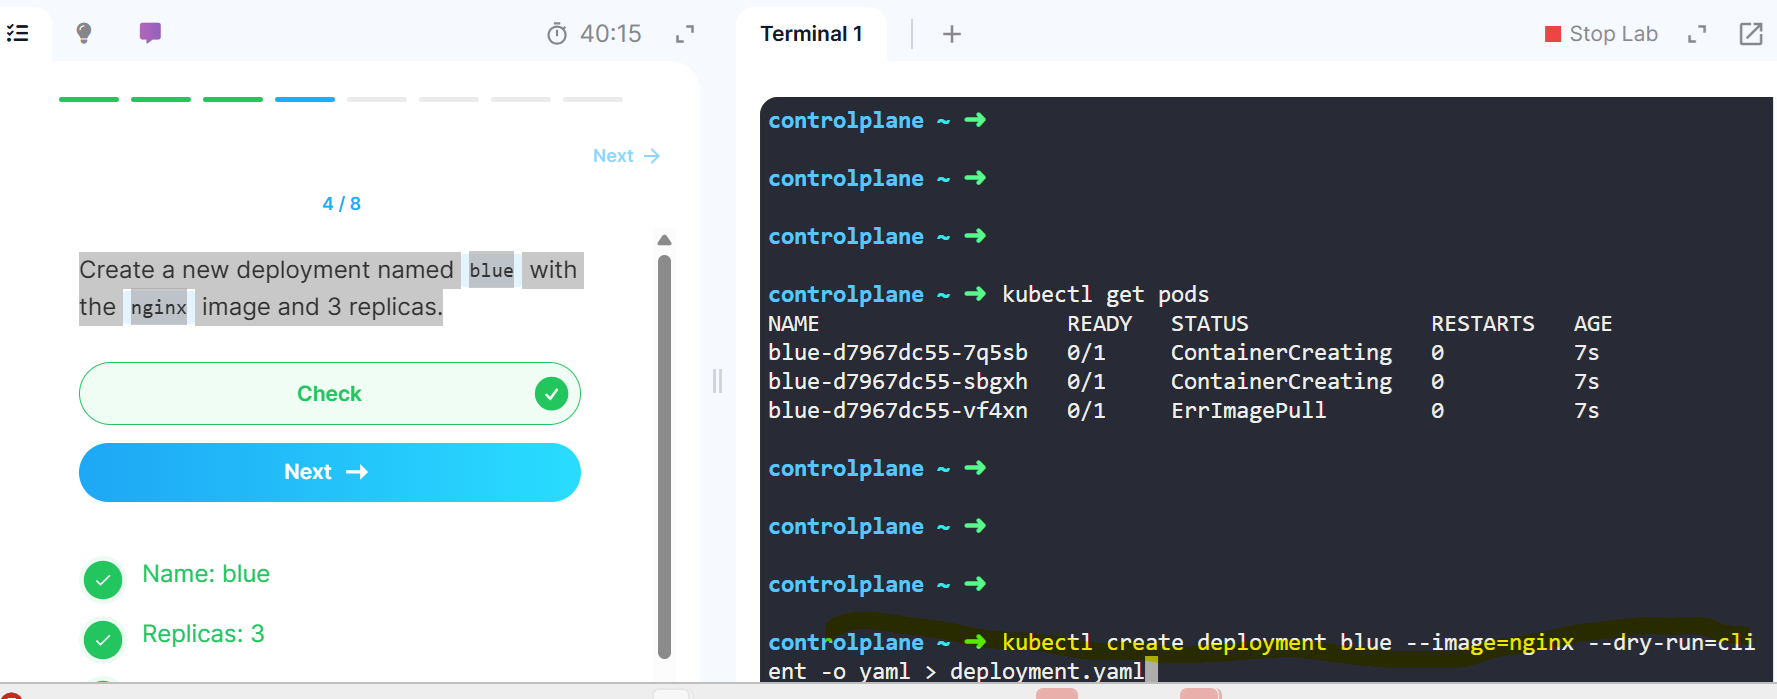 40:15
Terminal 1
Stop Lab
Next →
4 / 8
Create a new deployment named blue with
the nginx image and 3 replicas.
Check
Next →
Name: blue
Replicas: 3
controlplane ~ ➜
controlplane ~ ➜
controlplane ~ ➜
controlplane ~ ➜ kubectl get pods
NAME READY STATUS RESTARTS AGE
blue-d7967dc55-7q5sb 0/1 ContainerCreating 0 7s
blue-d7967dc55-sbgxh 0/1 ContainerCreating 0 7s
blue-d7967dc55-vf4xn 0/1 ErrImagePull 0 7s
controlplane ~ ➜
controlplane ~ ➜
controlplane ~ ➜
controlplane ~ ➜ kubectl create deployment blue --image=nginx --dry-run=cli
ent -o yaml > deployment.yaml